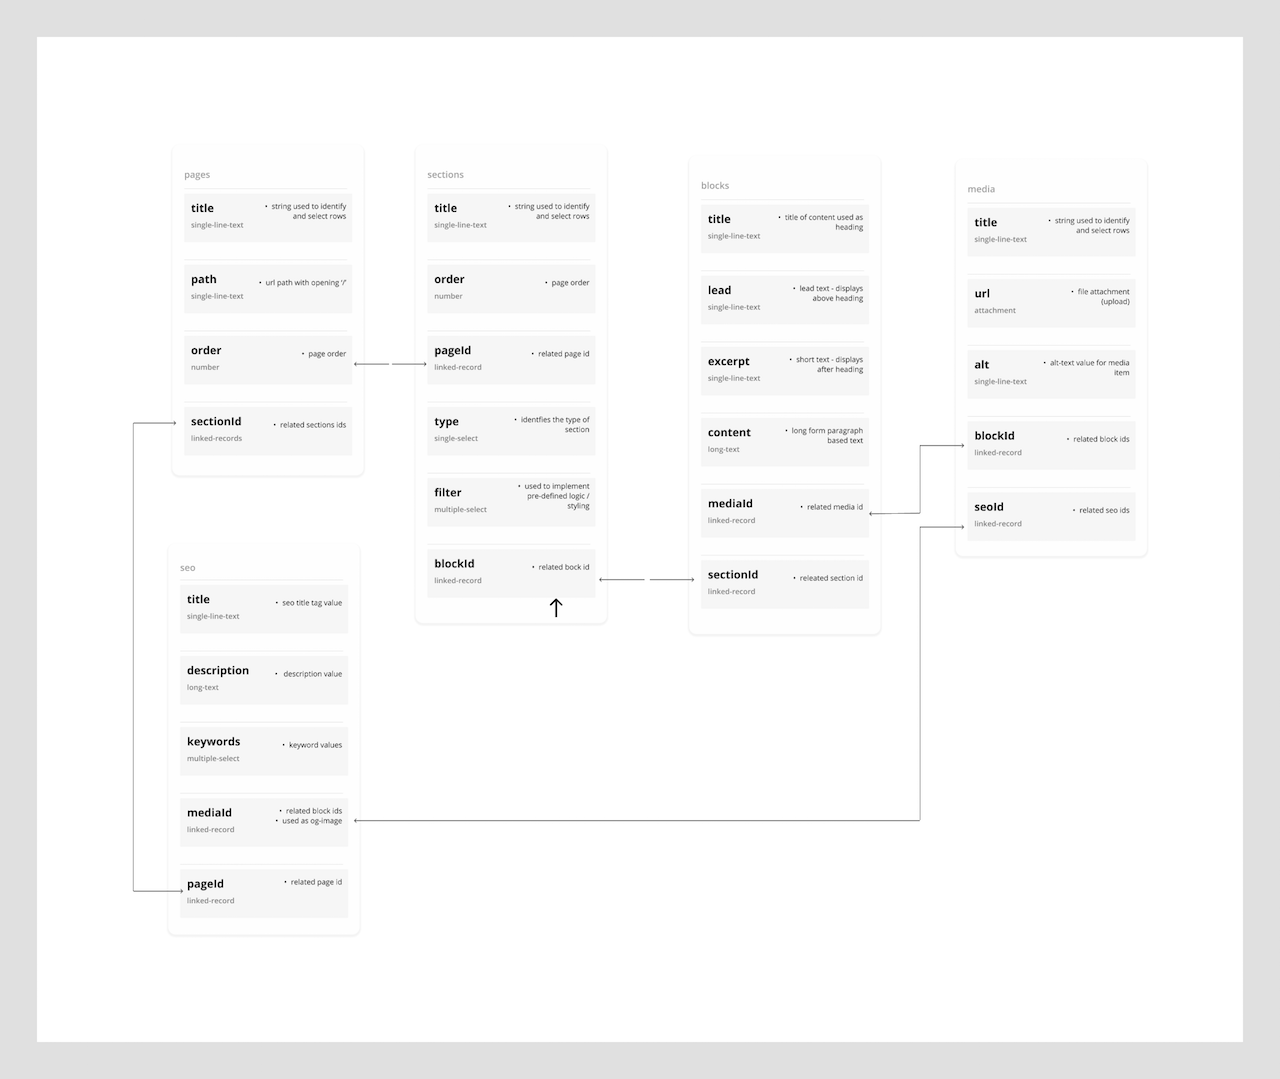 pages
title
single-line-text
• string used to identify
and select rows
path
single-line-text
• url path with opening '/'
order
number
• page order
sectionId
linked-records
• related sections ids
sections
title
single-line-text
• string used to identify
and select rows
order
number
• page order
pageId
linked-record
• related page id
type
single-select
• identfies the type of
section
filter
multiple-select
• used to implement
pre-defined logic /
styling
blockId
linked-record
• related bock id
blocks
title
single-line-text
• title of content used as
heading
lead
single-line-text
• lead text - displays
above heading
excerpt
single-line-text
• short text - displays
after heading
content
long-text
• long form paragraph
based text
mediaId
linked-record
• related media id
sectionId
linked-record
• releated section id
media
title
single-line-text
• string used to identify
and select rows
url
attachment
• file attachment
(upload)
alt
single-line-text
• alt-text value for media
item
blockId
linked-record
• related block ids
seoId
linked-record
• related seo ids
seo
title
single-line-text
• seo title tag value
description
long-text
• description value
keywords
multiple-select
• keyword values
mediaId
linked-record
• related block ids
• used as og-image
pageId
linked-record
• related page id